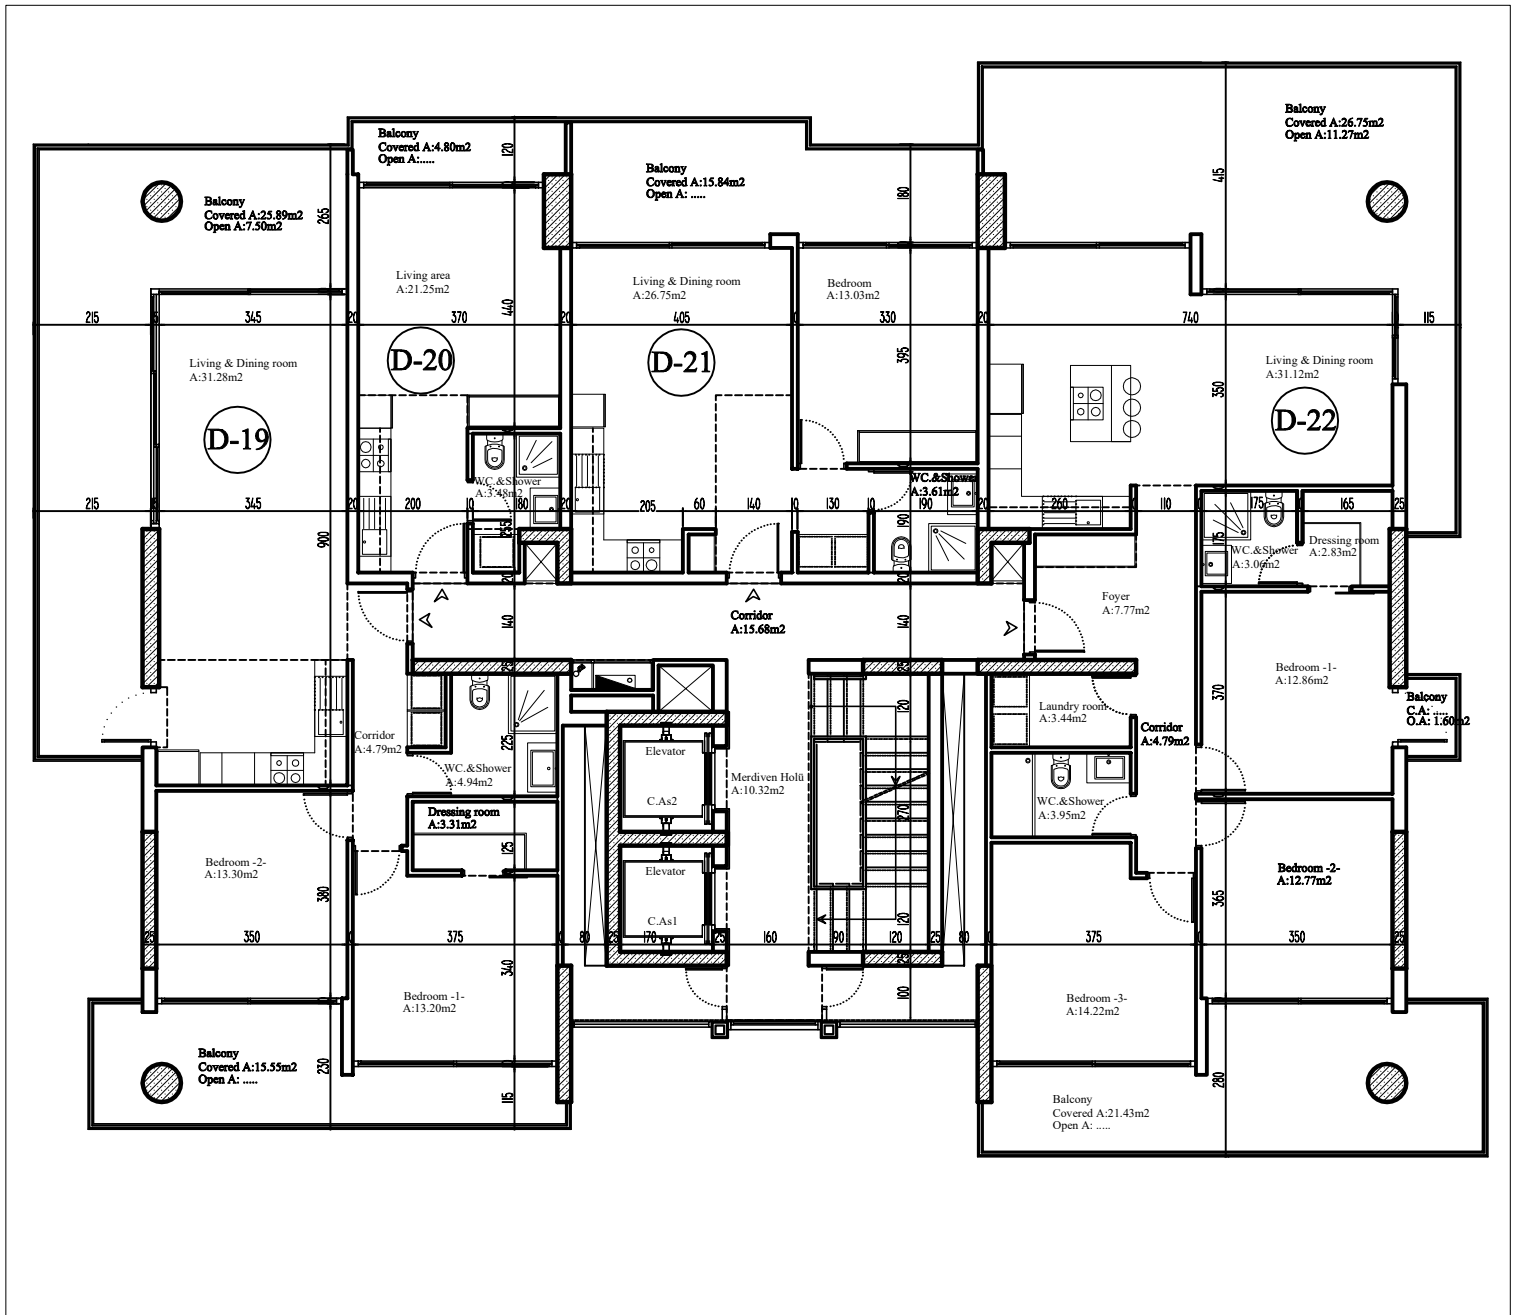 Balcony
Covered A:26.75m2
Open A:11.27m2
Balcony
Covered A:4.80m2
Open A:.....
120
Balcony
Covered A:15.84m2
Open A: .....
180
415
Balcony
Covered A:25.89m2
Open A:7.50m2
265
Living area
A:21.25m2
Living & Dining room
A:26.75m2
Bedroom
A:13.03m2
440
215
345
20
370
20
405
330
20
740
115
D-20
D-21
395
Living & Dining room
A:31.28m2
Living & Dining room
A:31.12m2
350
D-19
D-22
WC.&Shower
A:3.48m2
WC.&Shower
A:3.61m2
215
345
20
200
10
180
20
205
60
140
10
130
10
190
20
260
110
175
165
25
900
255
190
175
WC.&Shower
A:3.06m2
Dressing room
A:2.83m2
20
20
Foyer
A:7.77m2
140
Corridor
A:15.68m2
140
25
25
Bedroom -1-
A:12.86m2
370
Laundry room
A:3.44m2
120
Balcony
C.A: .....
O.A: 1.60m2
Corridor
A:4.79m2
225
Corridor
A:4.79m2
Elevator
WC.&Shower
A:4.94m2
Merdiven Holü
A:10.32m2
C.As2
270
WC.&Shower
A:3.95m2
Dressing room
A:3.31m2
125
Bedroom -2-
A:13.30m2
Elevator
Bedroom -2-
A:12.77m2
380
365
C.As1
120
25
350
375
80
25
170
25
160
90
120
25
80
375
350
25
340
25
100
Bedroom -1-
A:13.20m2
Bedroom -3-
A:14.22m2
Balcony
Covered A:15.55m2
Open A: .....
230
115
280
Balcony
Covered A:21.43m2
Open A: .....